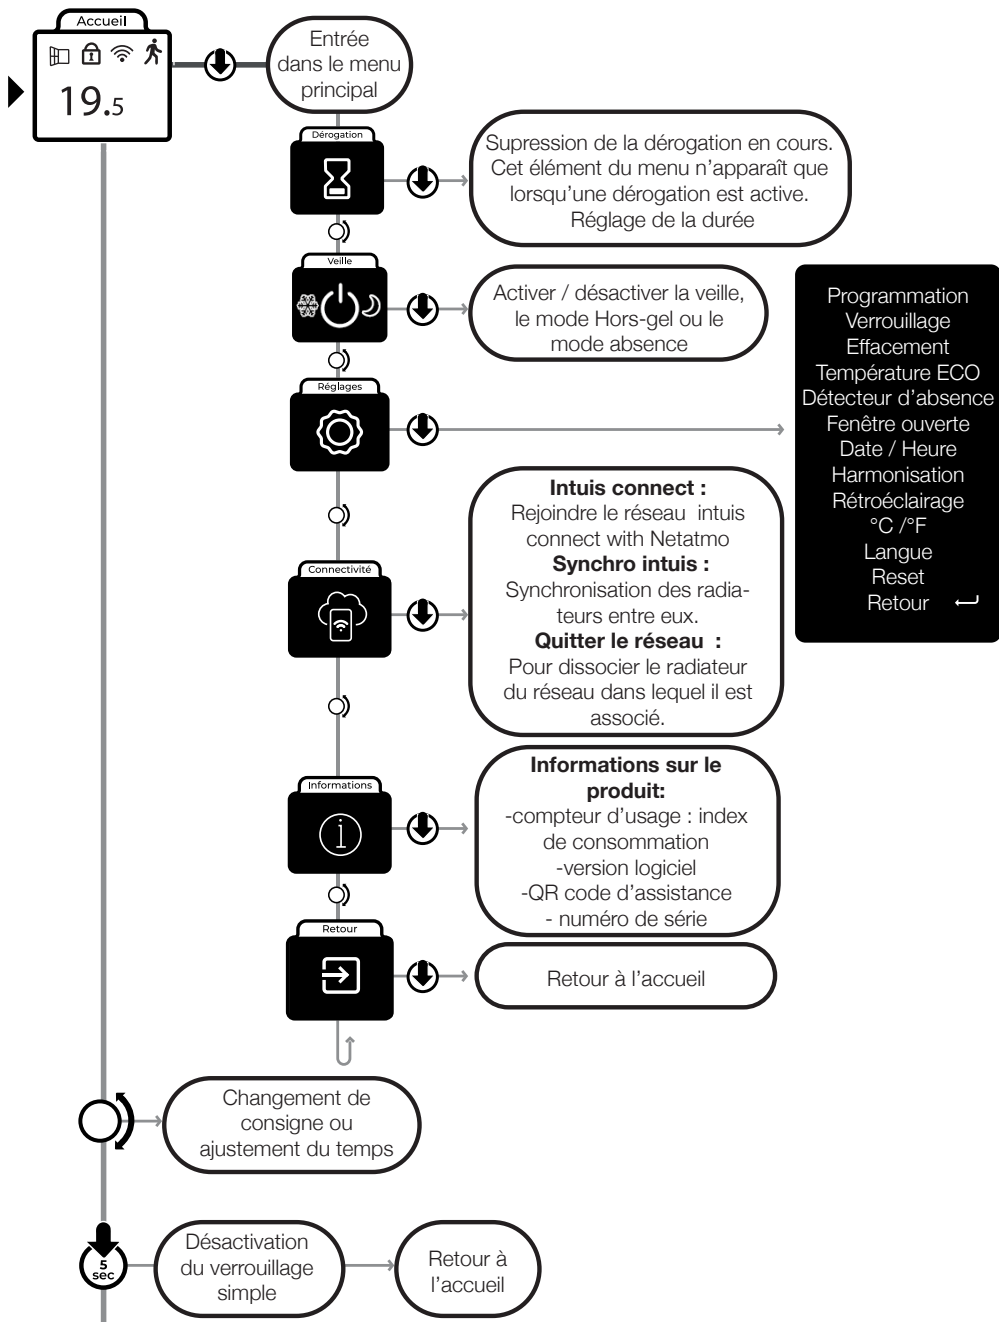 Accueil
19.5
Entrée
dans le menu
principal
Dérogation
Supression de la dérogation en cours.
Cet élément du menu n'apparaît que
lorsqu'une dérogation est active.
Réglage de la durée
Veille
Activer / désactiver la veille,
le mode Hors-gel ou le
mode absence
Réglages
Programmation
Verrouillage
Effacement
Température ECO
Détecteur d'absence
Fenêtre ouverte
Date / Heure
Harmonisation
Rétroéclairage
°C /°F
Langue
Reset
Retour
Connectivité
Intuis connect :
Rejoindre le réseau intuis
connect with Netatmo
Synchro intuis :
Synchronisation des radia-
teurs entre eux.
Quitter le réseau :
Pour dissocier le radiateur
du réseau dans lequel il est
associé.
Informations
Informations sur le
produit:
-compteur d'usage : index
de consommation
-version logiciel
-QR code d'assistance
- numéro de série
Retour
Retour à l'accueil
Changement de
consigne ou
ajustement du temps
5
sec
Désactivation
du verrouillage
simple
Retour à
l'accueil